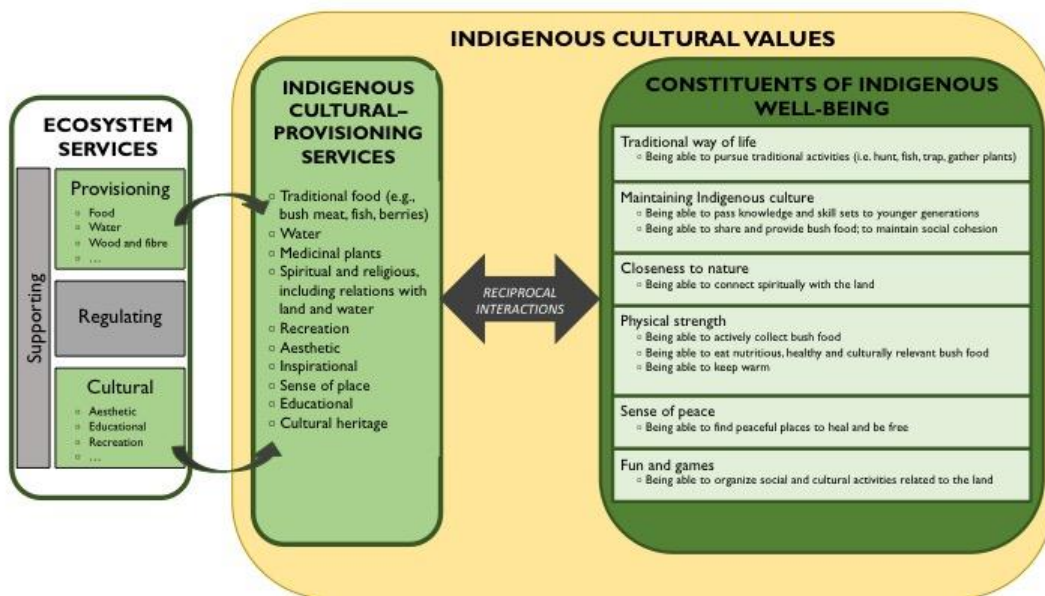 INDIGENOUS CULTURAL VALUES
ECOSYSTEM
SERVICES
Supporting
Provisioning
▫ Food
▫ Water
▫ Wood and fibre
▫ ...
Regulating
Cultural
▫ Aesthetic
▫ Educational
▫ Recreation
▫ ...
INDIGENOUS
CULTURAL–
PROVISIONING
SERVICES
▫ Traditional food (e.g.,
bush meat, fish, berries)
▫ Water
▫ Medicinal plants
▫ Spiritual and religious,
including relations with
land and water
▫ Recreation
▫ Aesthetic
▫ Inspirational
▫ Sense of place
▫ Educational
▫ Cultural heritage
RECIPROCAL
INTERACTIONS
CONSTITUENTS OF INDIGENOUS
WELL-BEING
Traditional way of life
▫ Being able to pursue traditional activities (i.e. hunt, fish, trap, gather plants)
Maintaining Indigenous culture
▫ Being able to pass knowledge and skill sets to younger generations
▫ Being able to share and provide bush food; to maintain social cohesion
Closeness to nature
▫ Being able to connect spiritually with the land
Physical strength
▫ Being able to actively collect bush food
▫ Being able to eat nutritious, healthy and culturally relevant bush food
▫ Being able to keep warm
Sense of peace
▫ Being able to find peaceful places to heal and be free
Fun and games
▫ Being able to organize social and cultural activities related to the land